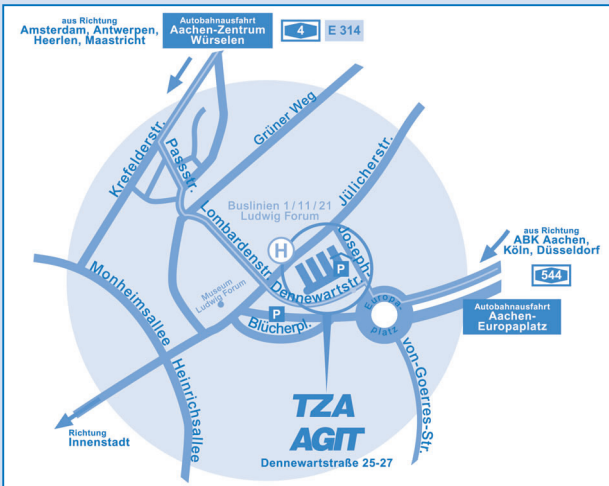 aus Richtung
Amsterdam, Antwerpen,
Heerlen, Maastricht
Autobahnausfahrt
Aachen-Zentrum
Würselen
4
E 314
Krefelderstr.
Passstr.
Grüner Weg
Jülicherstr.
Buslinien 1/11/21
Ludwig Forum
Lombardenstr.
H
Joseph-
von-Goerres-Str.
P
Dennewartstr.
aus Richtung
ABK Aachen,
Köln, Düsseldorf
544
Autobahnausfahrt
Aachen-
Europaplatz
Europa-
platz
Monheimsallee
Museum
Ludwig Forum
P
Blücherpl.
Heinrichsallee
Richtung
Innenstadt
TZA
AGIT
Dennewartstraße 25-27